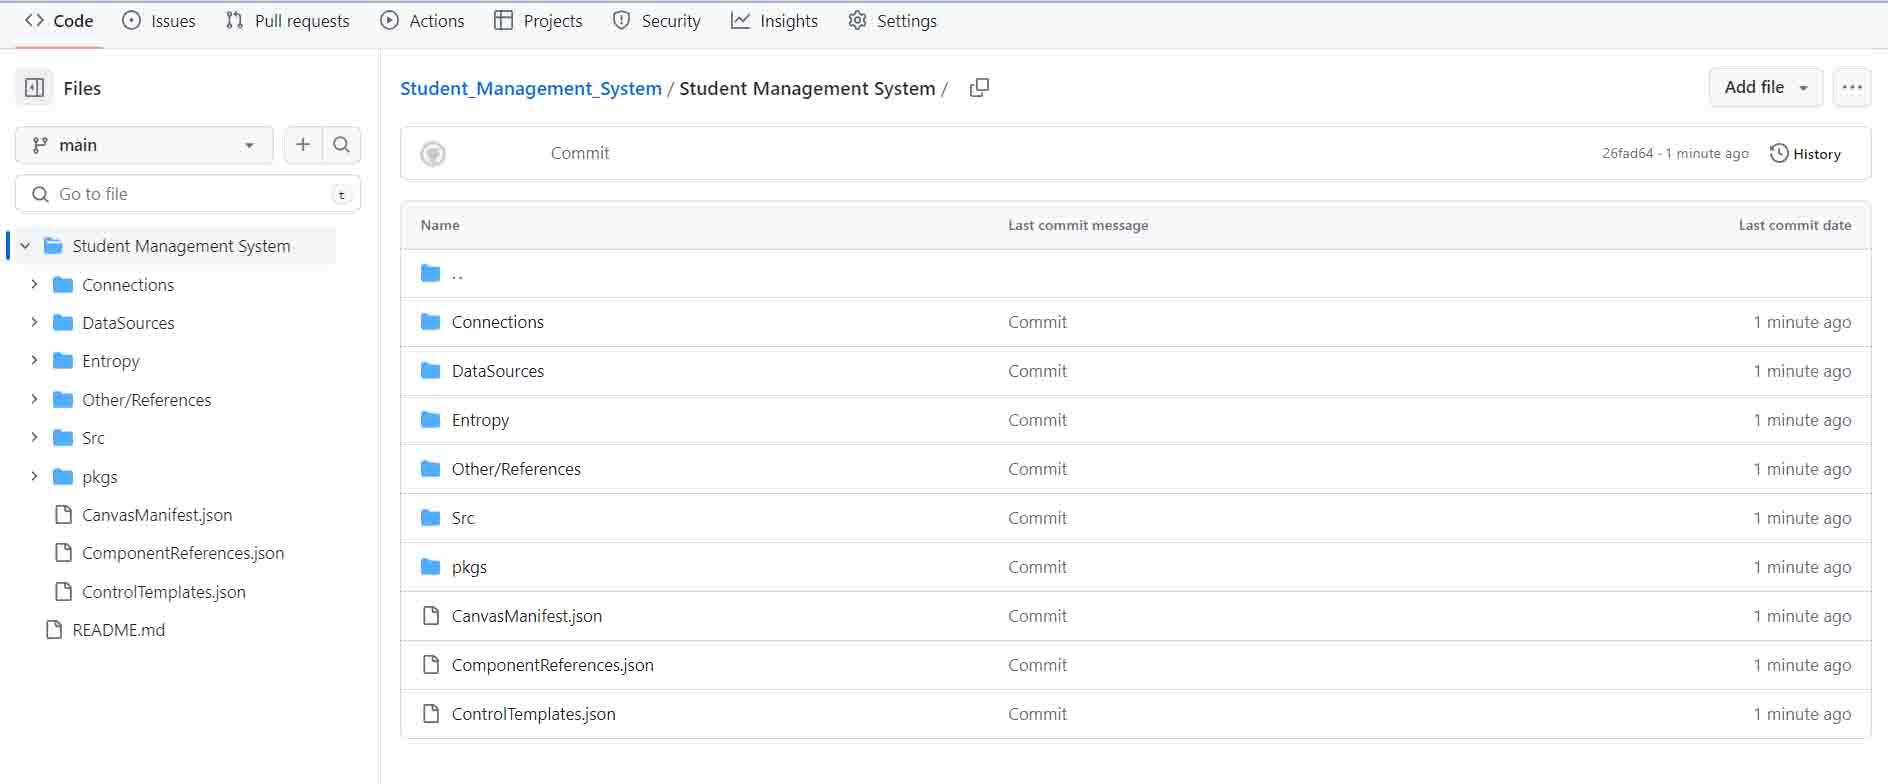 Code Issues Pull requests Actions Projects Security Insights Settings
Files
main
Go to file t
Student Management System
Connections
DataSources
Entropy
Other/References
Src
pkgs
CanvasManifest.json
ComponentReferences.json
ControlTemplates.json
README.md
Student_Management_System / Student Management System /
Add file
Commit 26fad64 - 1 minute ago History
Name Last commit message Last commit date
..
Connections Commit 1 minute ago
DataSources Commit 1 minute ago
Entropy Commit 1 minute ago
Other/References Commit 1 minute ago
Src Commit 1 minute ago
pkgs Commit 1 minute ago
CanvasManifest.json Commit 1 minute ago
ComponentReferences.json Commit 1 minute ago
ControlTemplates.json Commit 1 minute ago